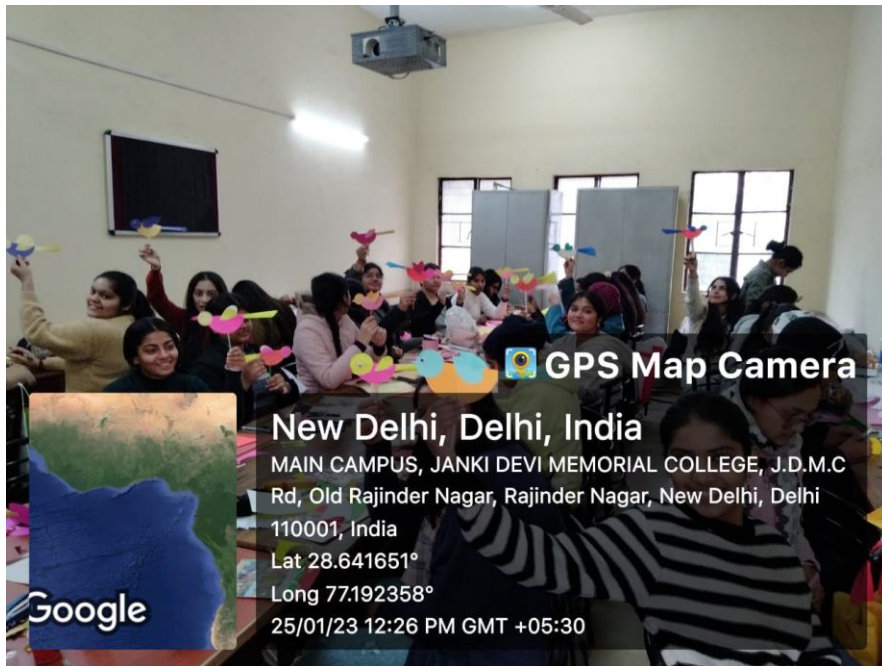 GPS Map Camera
New Delhi, Delhi, India
MAIN CAMPUS, JANKI DEVI MEMORIAL COLLEGE, J.D.M.C
Rd, Old Rajinder Nagar, Rajinder Nagar, New Delhi, Delhi
110001, India
Lat 28.641651°
Long 77.192358°
25/01/23 12:26 PM GMT +05:30
Google